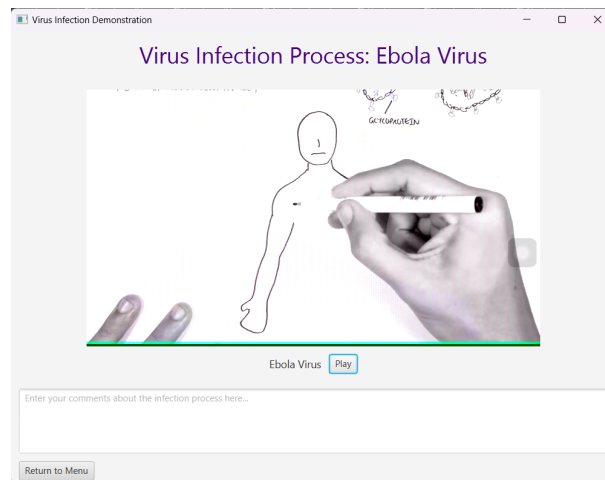 Virus Infection Demonstration
Virus Infection Process: Ebola Virus
GLYCOPROTEIN
Ebola Virus Play
Enter your comments about the infection process here...
Return to Menu